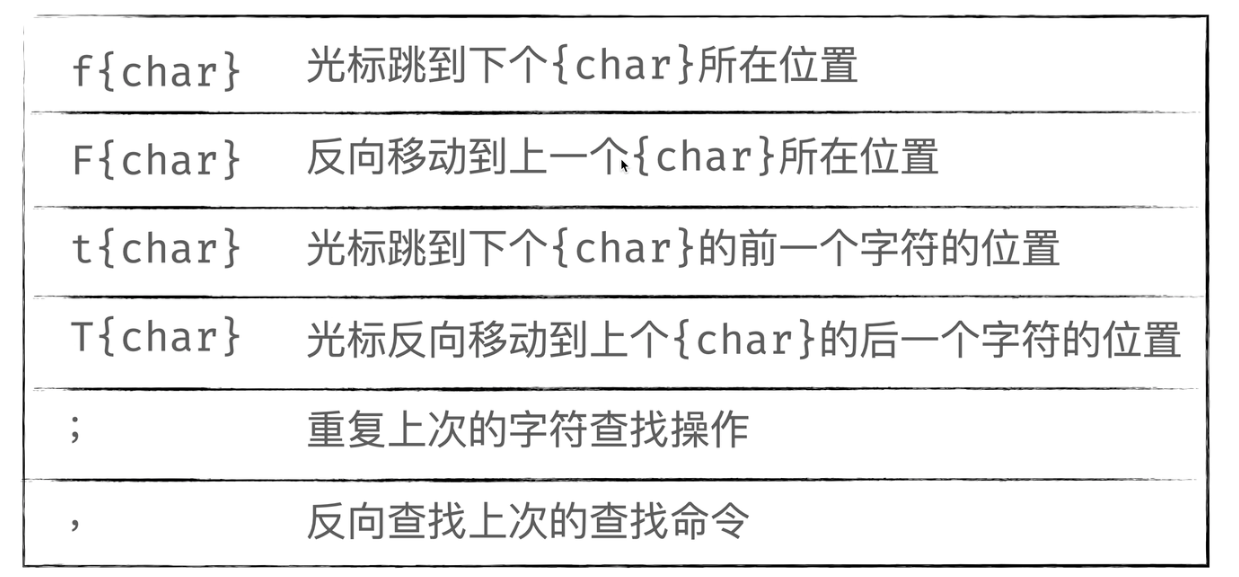 f{char} 光标跳到下个{char}所在位置
F{char} 反向移动到上一个{char}所在位置
t{char} 光标跳到下个{char}的前一个字符的位置
T{char} 光标反向移动到上个{char}的后一个字符的位置
; 重复上次的字符查找操作
, 反向查找上次的查找命令